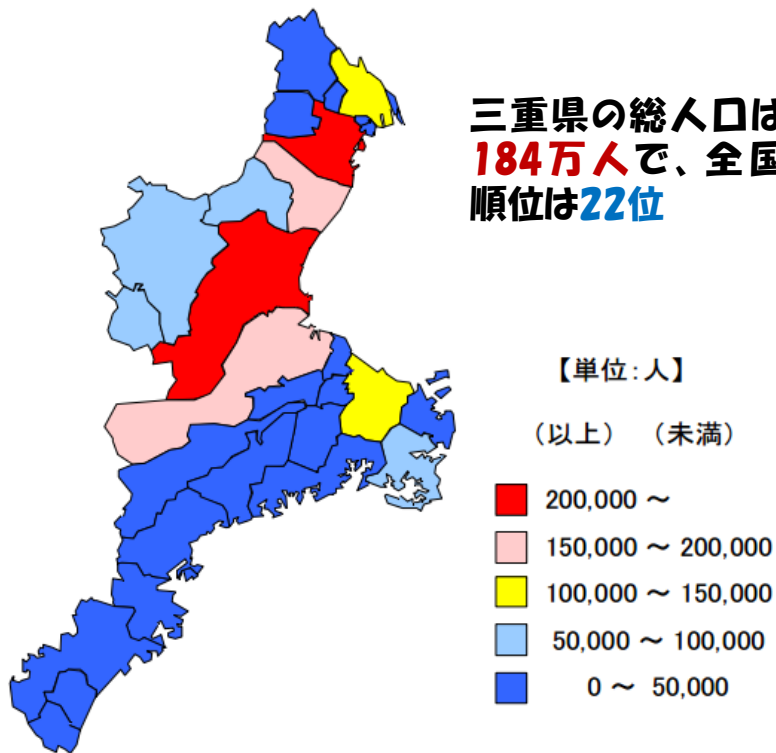 三重県の総人口は
184万人で、全国
順位は22位
【単位：人】
（以上） （未満）
200,000 ～
150,000 ～ 200,000
100,000 ～ 150,000
50,000 ～ 100,000
0 ～ 50,000